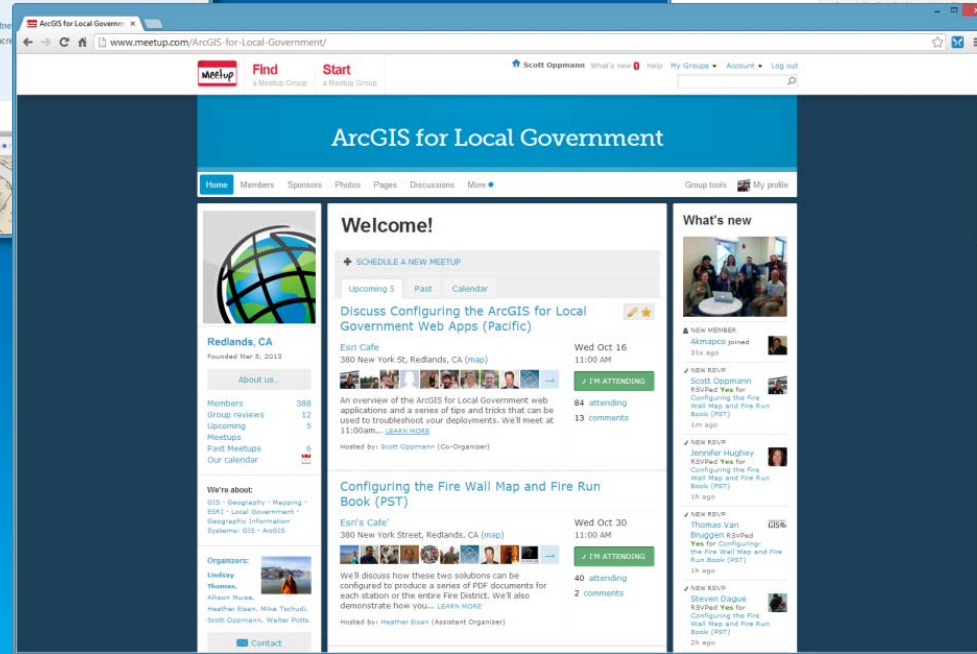 ArcGIS for Local Governm
www.meetup.com/ArcGIS-for-Local-Government/
Meetup
Find
a Meetup Group
Start
a Meetup Group
Scott Oppmann What's new Help My Groups Account Log out
ArcGIS for Local Government
Home Members Sponsors Photos Pages Discussions More
Group tools My profile
Redlands, CA
Founded Mar 5, 2013
About us...
Members 388
Group reviews 12
Upcoming 5
Meetups
Past Meetups 6
Our calendar
We're about:
GIS · Geography · Mapping ·
ESRI · Local Government ·
Geographic Information
Systems: GIS · ArcGIS
Organizers:
Lindsay
Thomas,
Allison Muise,
Heather Eisan, Mike Tschudi,
Scott Oppmann, Walter Potts
Contact
Welcome!
+ SCHEDULE A NEW MEETUP
Upcoming 5 Past Calendar
Discuss Configuring the ArcGIS for Local
Government Web Apps (Pacific)
Esri Cafe
380 New York St, Redlands, CA (map)
Wed Oct 16
11:00 AM
✓ I'M ATTENDING
84 attending
13 comments
An overview of the ArcGIS for Local Government web
applications and a series of tips and tricks that can be
used to troubleshoot your deployments. We'll meet at
11:00am... LEARN MORE
Hosted by: Scott Oppmann (Co-Organizer)
Configuring the Fire Wall Map and Fire Run
Book (PST)
Esri's Cafe'
380 New York Street, Redlands, CA (map)
Wed Oct 30
11:00 AM
✓ I'M ATTENDING
40 attending
2 comments
We'll discuss how these two solutions can be
configured to produce a series of PDF documents for
each station or the entire Fire District. We'll also
demonstrate how you... LEARN MORE
Hosted by: Heather Eisan (Assistant Organizer)
What's new
NEW MEMBER
Akmapco joined
31s ago
✓ NEW RSVP
Scott Oppmann
RSVPed Yes for
Configuring the Fire
Wall Map and Fire Run
Book (PST)
1m ago
✓ NEW RSVP
Jennifer Hughey
RSVPed Yes for
Configuring the Fire
Wall Map and Fire Run
Book (PST)
1h ago
✓ NEW RSVP
Thomas Van
Bruggen RSVPed
Yes for Configuring
the Fire Wall Map and Fire
Run Book (PST)
1h ago
GIS
✓ NEW RSVP
Steven Dague
RSVPed Yes for
Configuring the Fire
Wall Map and Fire Run
Book (PST)
2h ago